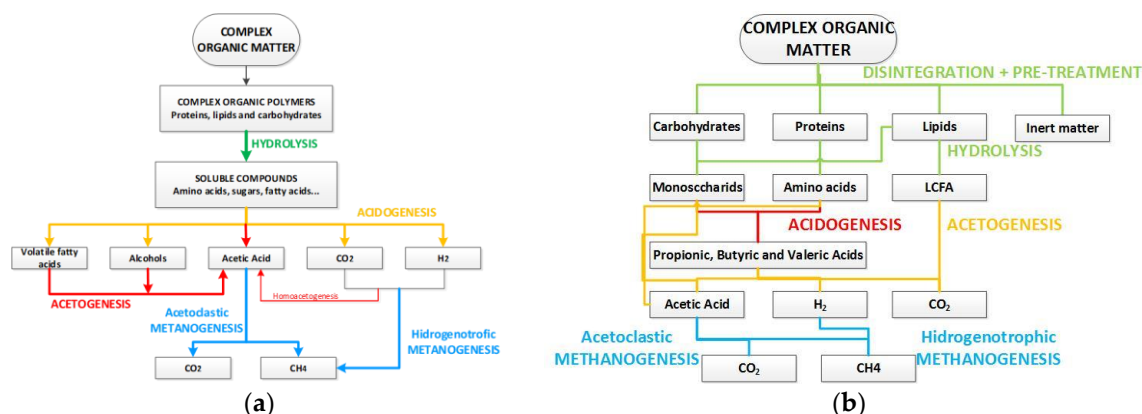 COMPLEX
ORGANIC MATTER
COMPLEX ORGANIC POLYMERS
Proteins, lipids and carbohydrates
HYDROLYSIS
SOLUBLE COMPOUNDS
Amino acids, sugars, fatty acids...
ACIDOGENESIS
Volatile fatty
acids
Alcohols
Acetic Acid
CO2
H2
ACETOGENESIS
Homoacetogenesis
Acetoclastic
METANOGENESIS
Hidrogenotrofic
METANOGENESIS
CO2
CH4
(a)
COMPLEX ORGANIC
MATTER
DISINTEGRATION + PRE-TREATMENT
Carbohydrates
Proteins
Lipids
Inert matter
HYDROLYSIS
Monosccharids
Amino acids
LCFA
ACIDOGENESIS
ACETOGENESIS
Propionic, Butyric and Valeric Acids
Acetic Acid
H₂
CO₂
Acetoclastic
METHANOGENESIS
Hidrogenotrophic
METHANOGENESIS
CO₂
CH4
(b)